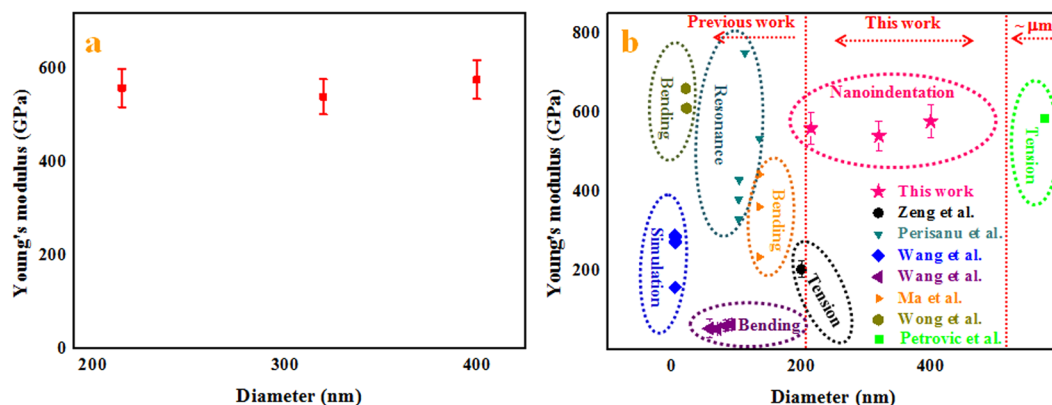 a
Young's modulus (GPa)
600
400
200
0
200
300
400
Diameter (nm)
b
Young's modulus (GPa)
800
600
400
200
0
200
400
Diameter (nm)
Previous work
This work
~ μm
Bending
Resonance
Nanoindentation
Tension
Simulation
Bending
Bending
Tension
This work
Zeng et al.
Perisanu et al.
Wang et al.
Wang et al.
Ma et al.
Wong et al.
Petrovic et al.